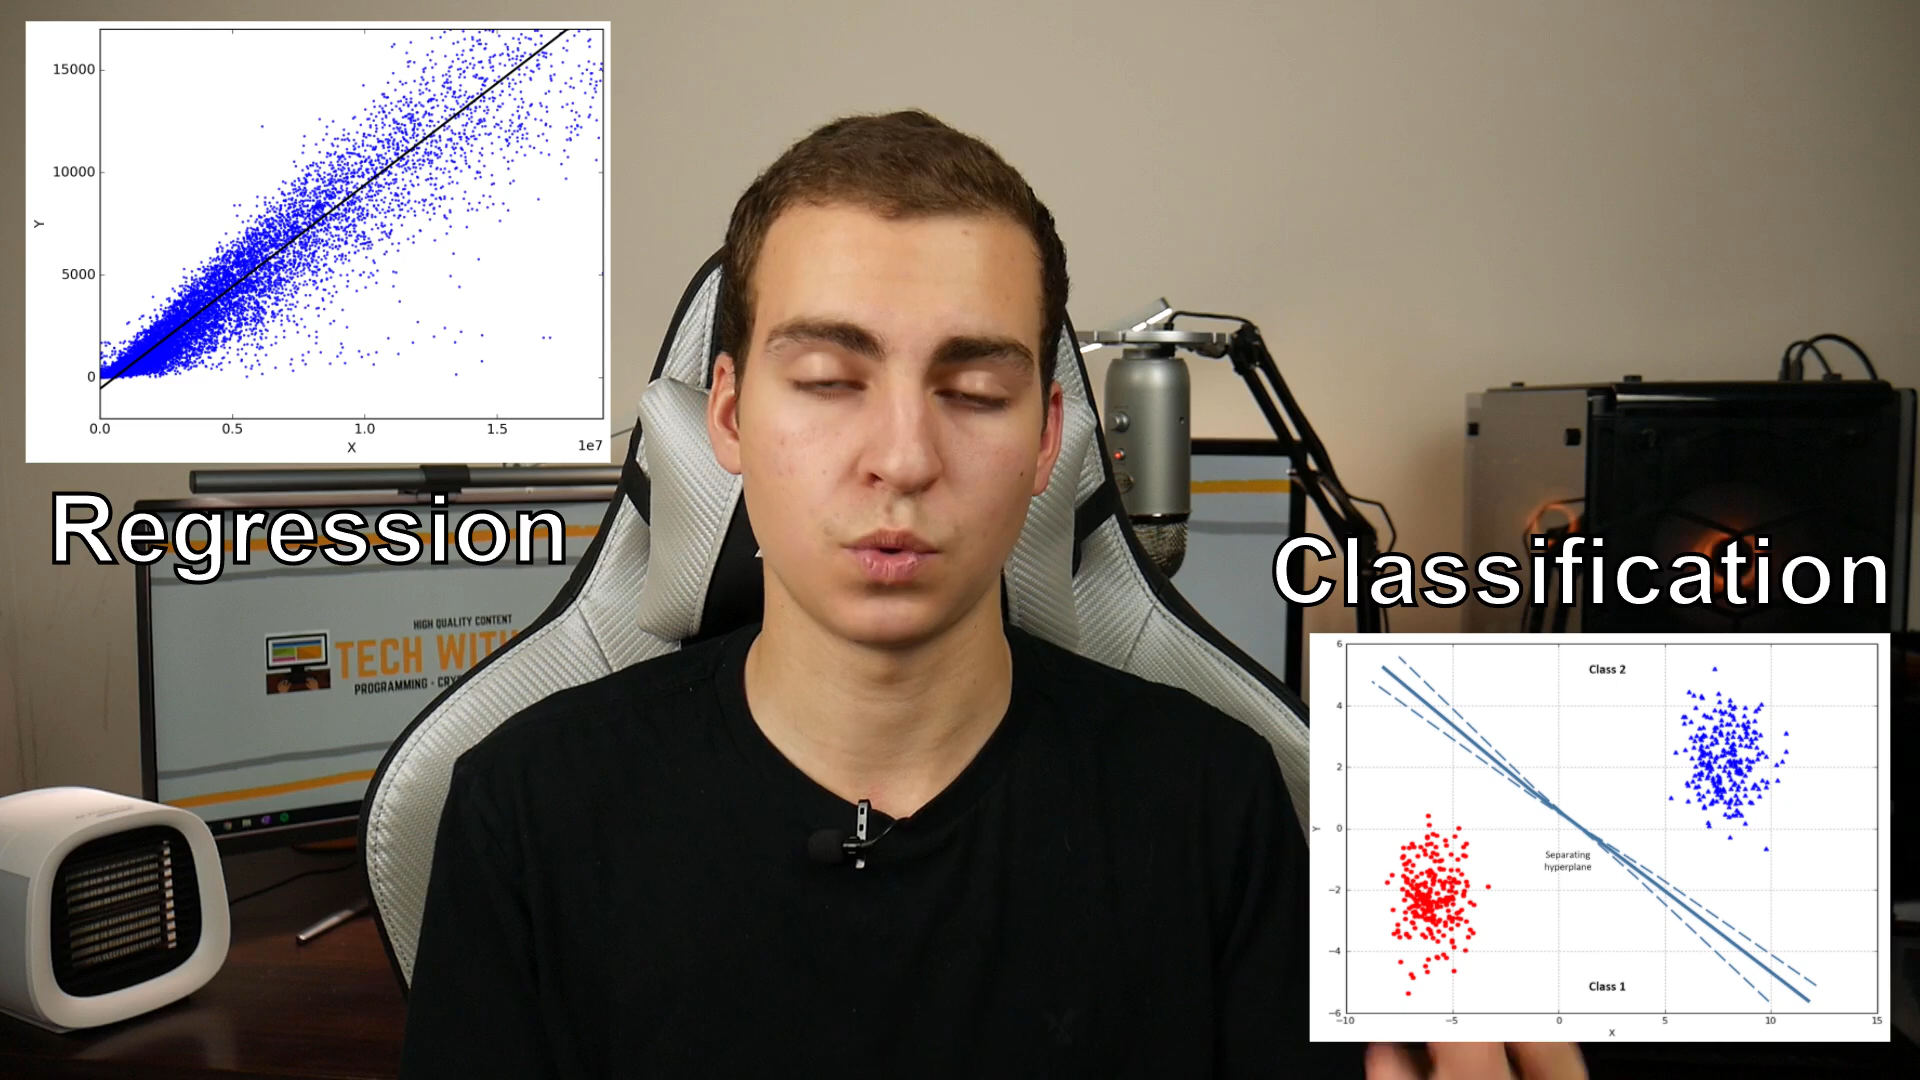 15000
10000
5000
0
Y
0.0 0.5 1.0 1.5
X
1e7
Regression
HIGH QUALITY CONTENT
TECH WITH
PROGRAMMING -
Classification
6
Class 2
4
2
0
Y
Separating
hyperplane
−2
−4
Class 1
−6
−10 −5 0 5 10 15
X